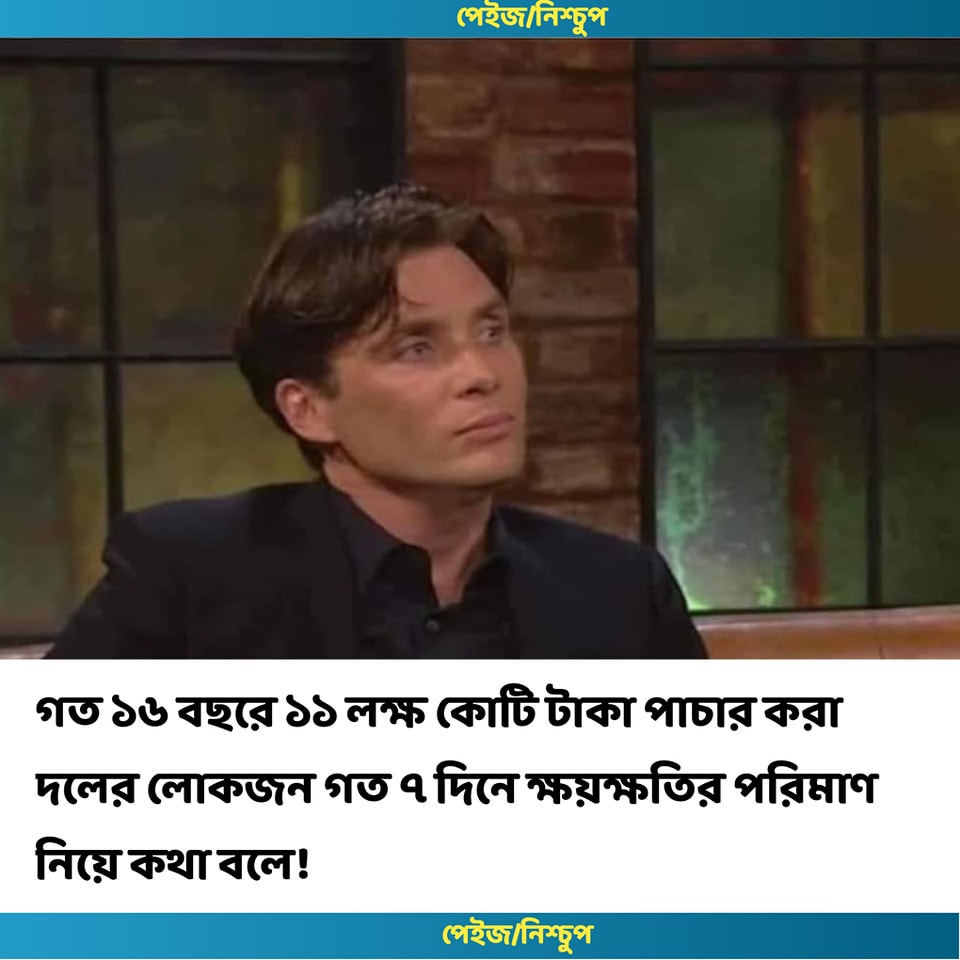 পেইজ/নিশ্চুপ
গত ১৬ বছরে ১১ লক্ষ কোটি টাকা পাচার করা
দলের লোকজন গত ৭ দিনে ক্ষয়ক্ষতির পরিমাণ
নিয়ে কথা বলে!
পেইজ/নিশ্চুপ